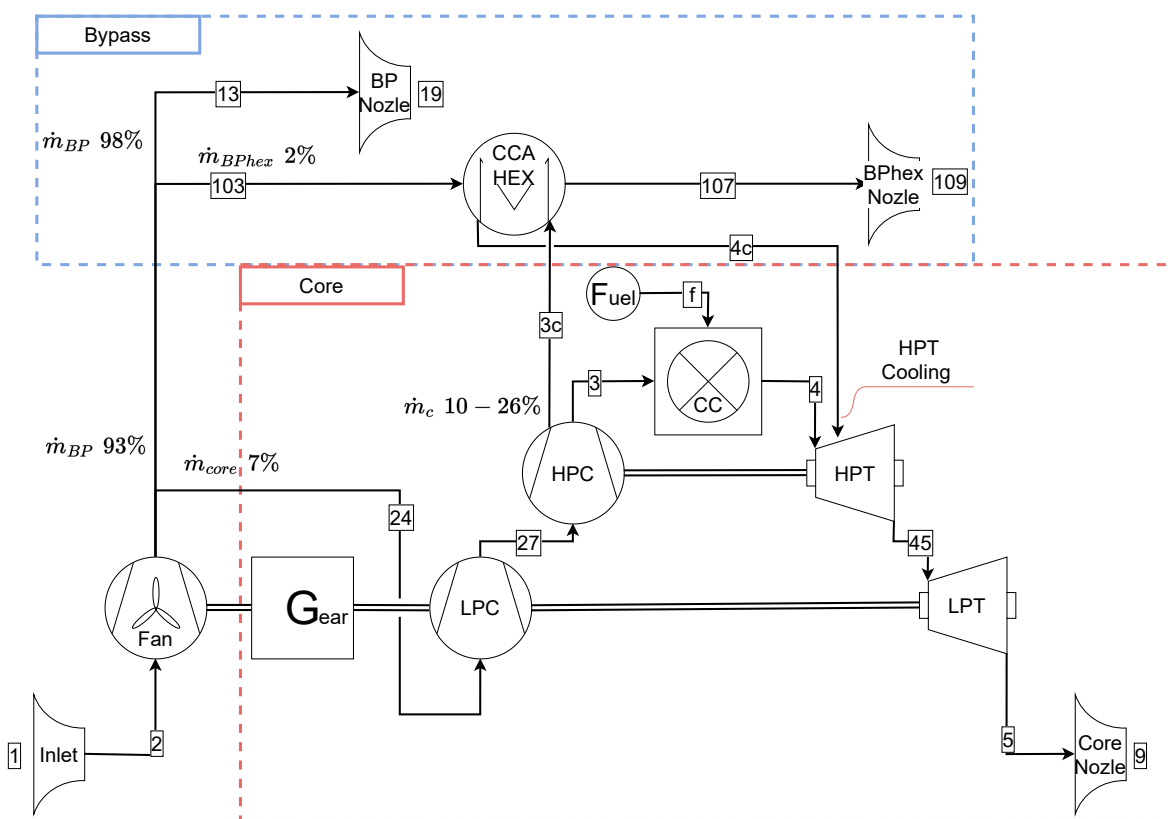 Bypass
BP
Nozle
13
19
ṁ_BP 98%
ṁ_BPhex 2%
CCA
HEX
103
107
BPhex
Nozle
109
4c
Core
Fuel
f
3c
HPT
Cooling
3
4
CC
ṁ_c 10 − 26%
ṁ_BP 93%
ṁ_core 7%
HPC
HPT
24
27
45
Gear
LPC
LPT
Fan
1
Inlet
2
5
Core
Nozle
9